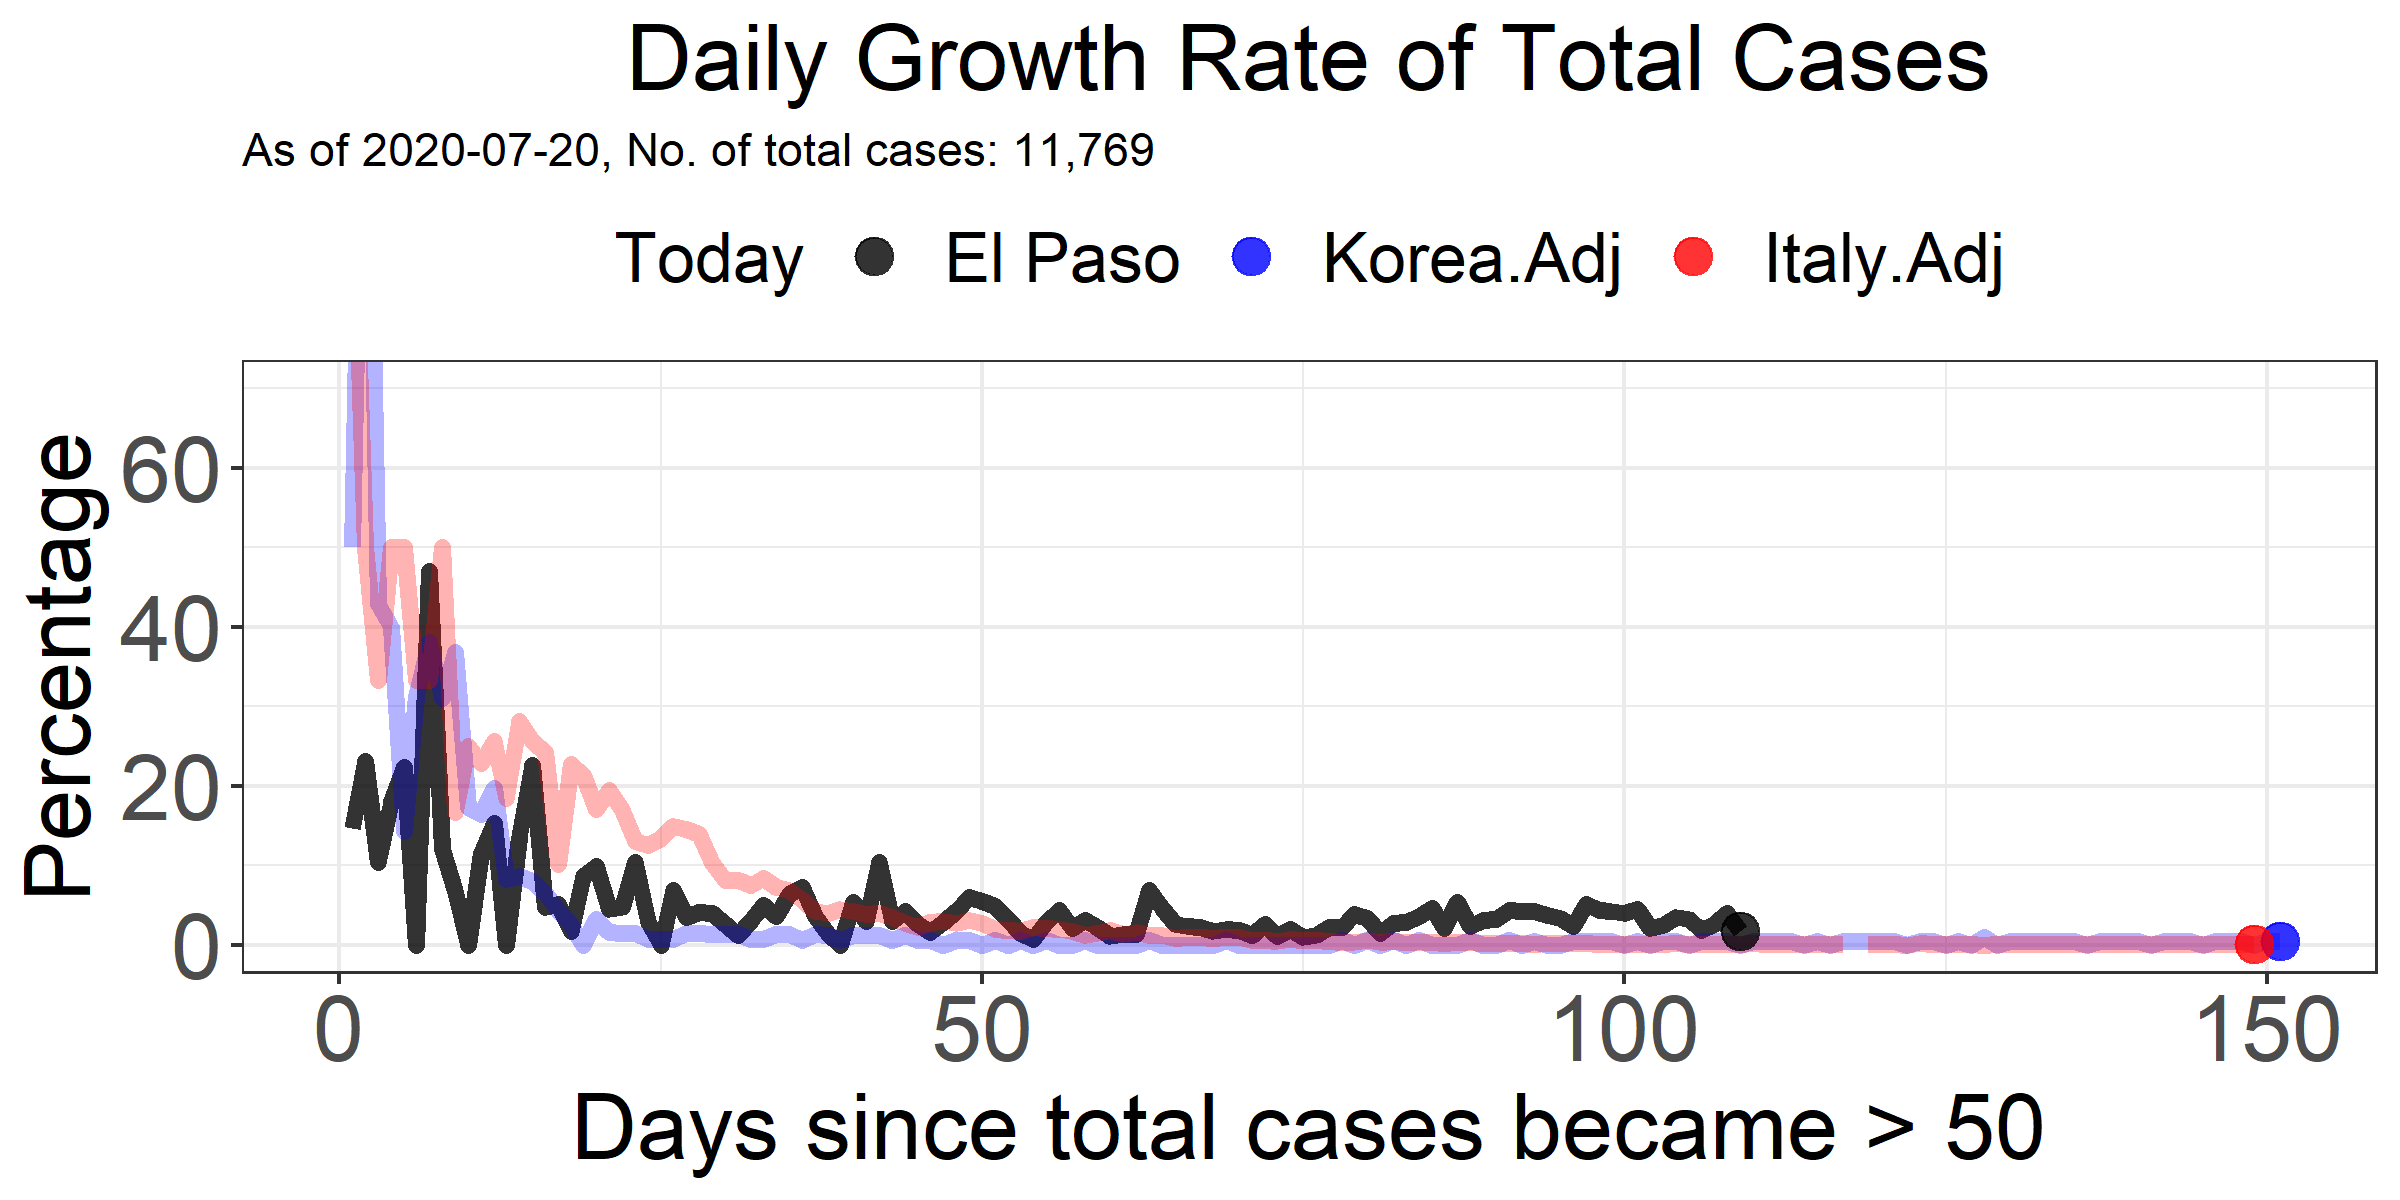 Daily Growth Rate of Total Cases
As of 2020-07-20, No. of total cases: 11,769
Today El Paso Korea.Adj Italy.Adj
Percentage
60
40
20
0
0 50 100 150
Days since total cases became > 50